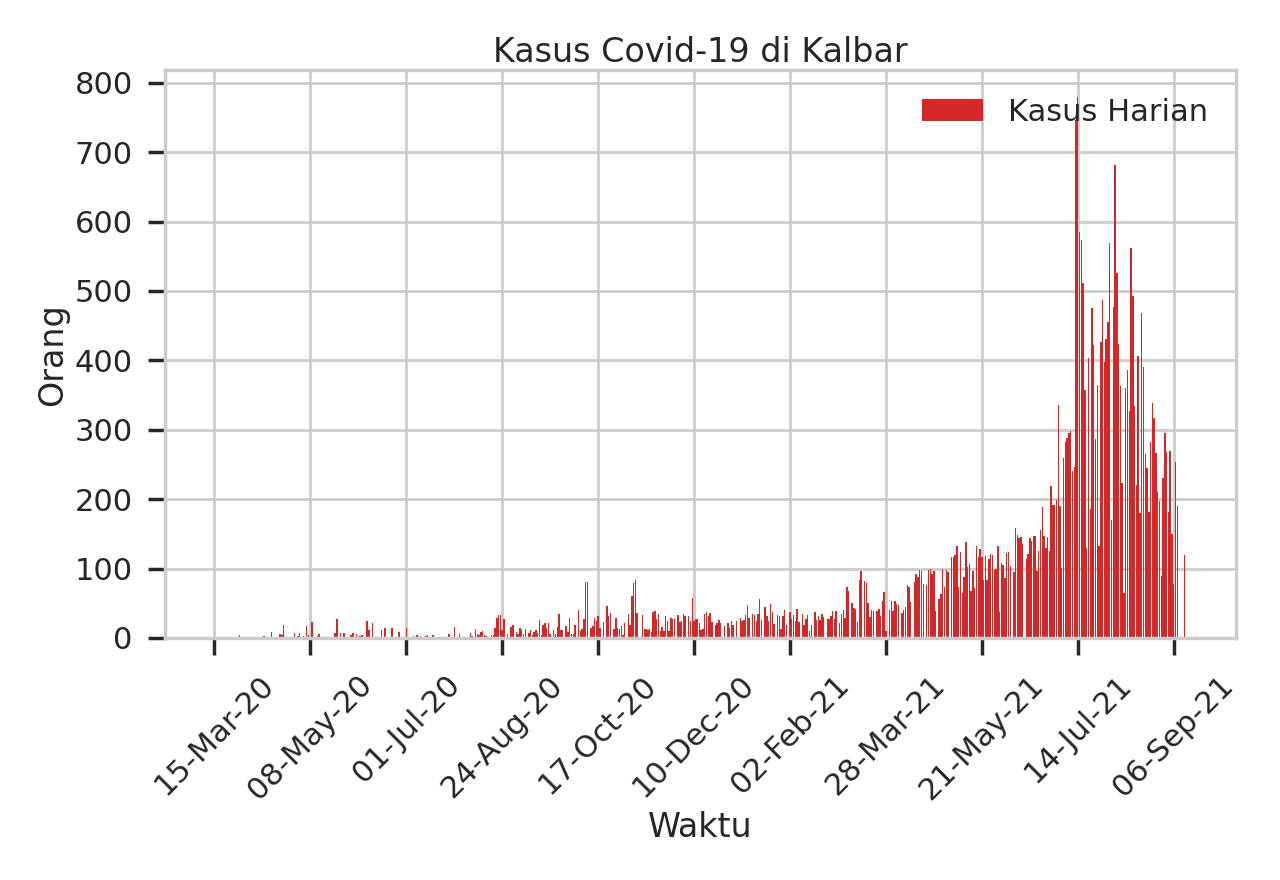 Kasus Covid-19 di Kalbar
Kasus Harian
800
700
600
500
400
300
200
100
0
Orang
15-Mar-20
08-May-20
01-Jul-20
24-Aug-20
17-Oct-20
10-Dec-20
02-Feb-21
28-Mar-21
21-May-21
14-Jul-21
06-Sep-21
Waktu